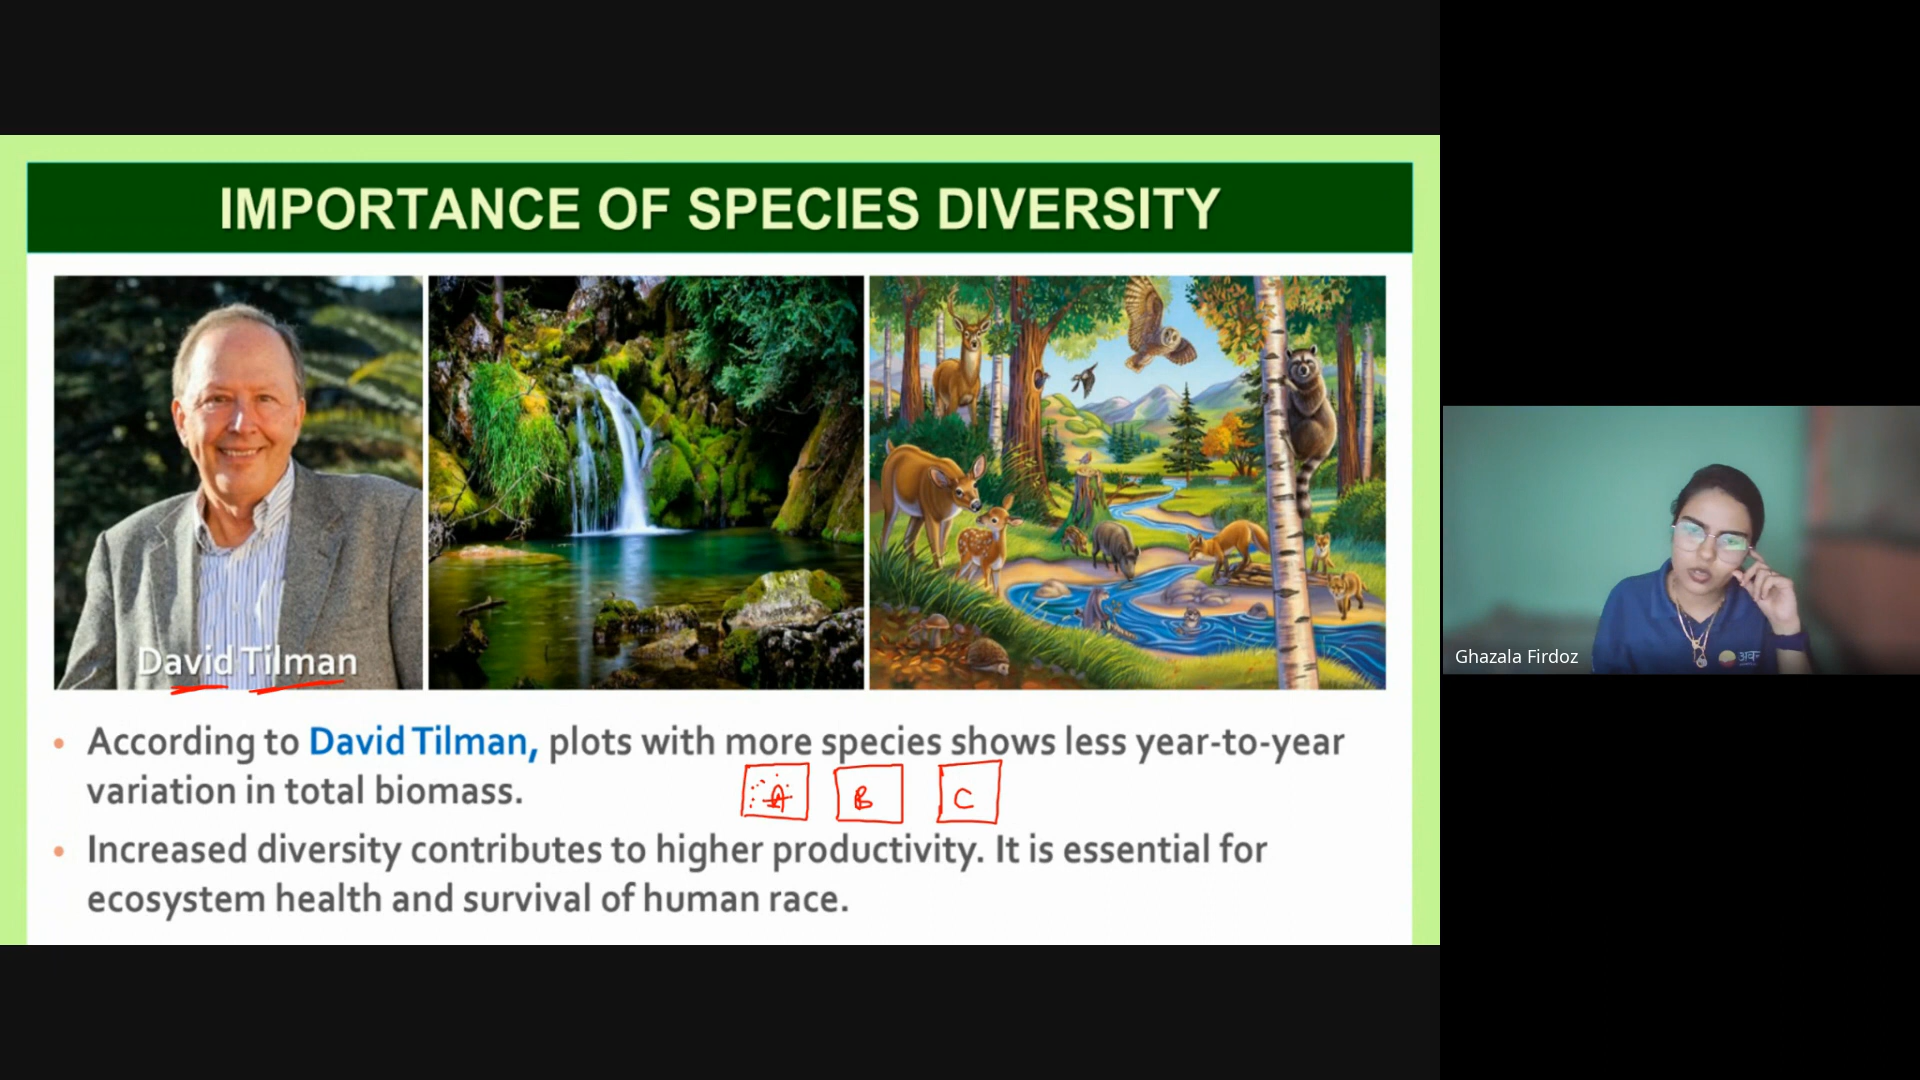 IMPORTANCE OF SPECIES DIVERSITY
David Tilman
• According to David Tilman, plots with more species shows less year-to-year
variation in total biomass.
A B C
• Increased diversity contributes to higher productivity. It is essential for
ecosystem health and survival of human race.
Ghazala Firdoz